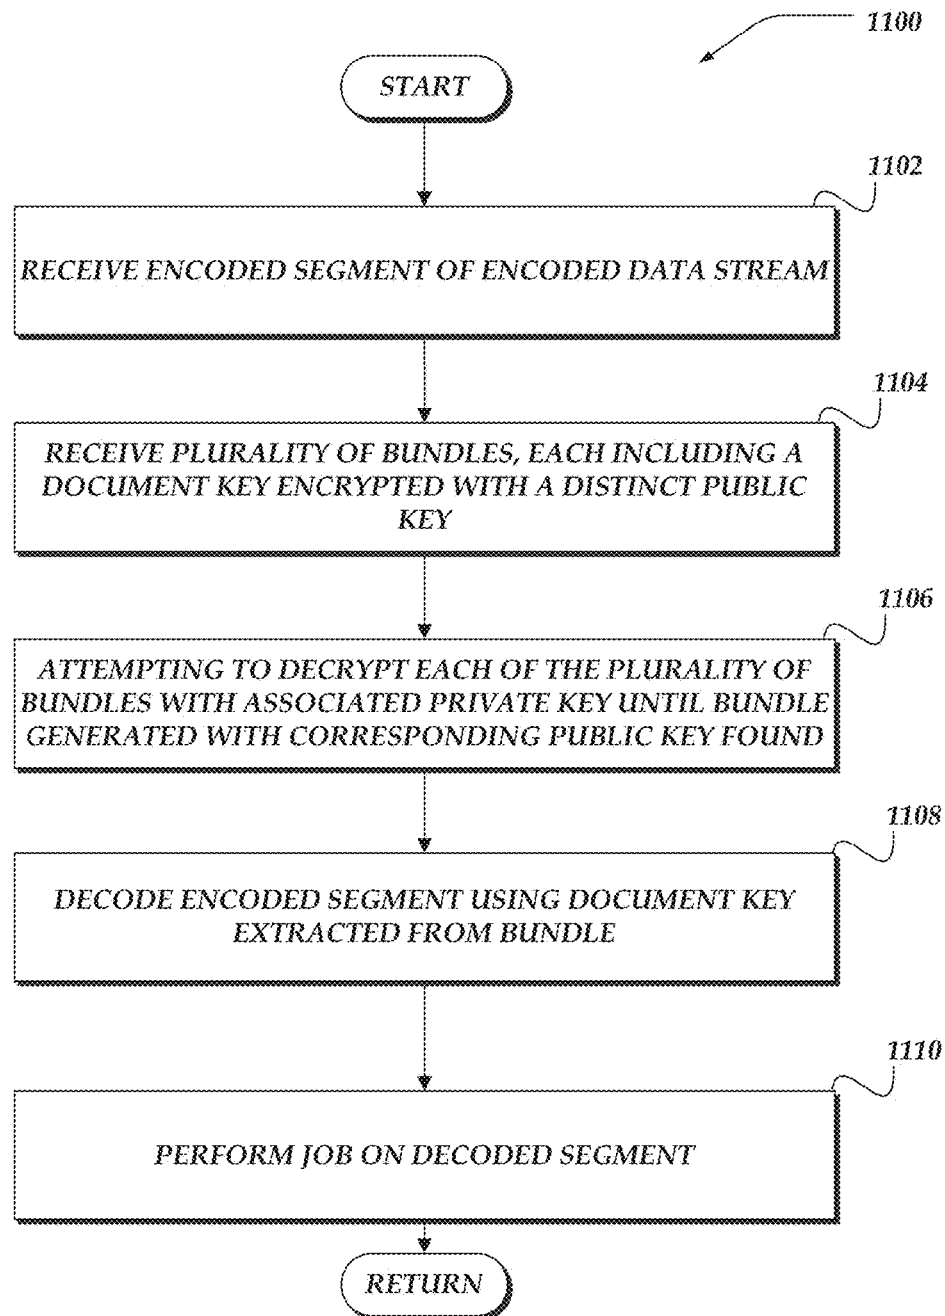 1100
START
1102
RECEIVE ENCODED SEGMENT OF ENCODED DATA STREAM
1104
RECEIVE PLURALITY OF BUNDLES, EACH INCLUDING A
DOCUMENT KEY ENCRYPTED WITH A DISTINCT PUBLIC
KEY
1106
ATTEMPTING TO DECRYPT EACH OF THE PLURALITY OF
BUNDLES WITH ASSOCIATED PRIVATE KEY UNTIL BUNDLE
GENERATED WITH CORRESPONDING PUBLIC KEY FOUND
1108
DECODE ENCODED SEGMENT USING DOCUMENT KEY
EXTRACTED FROM BUNDLE
1110
PERFORM JOB ON DECODED SEGMENT
RETURN